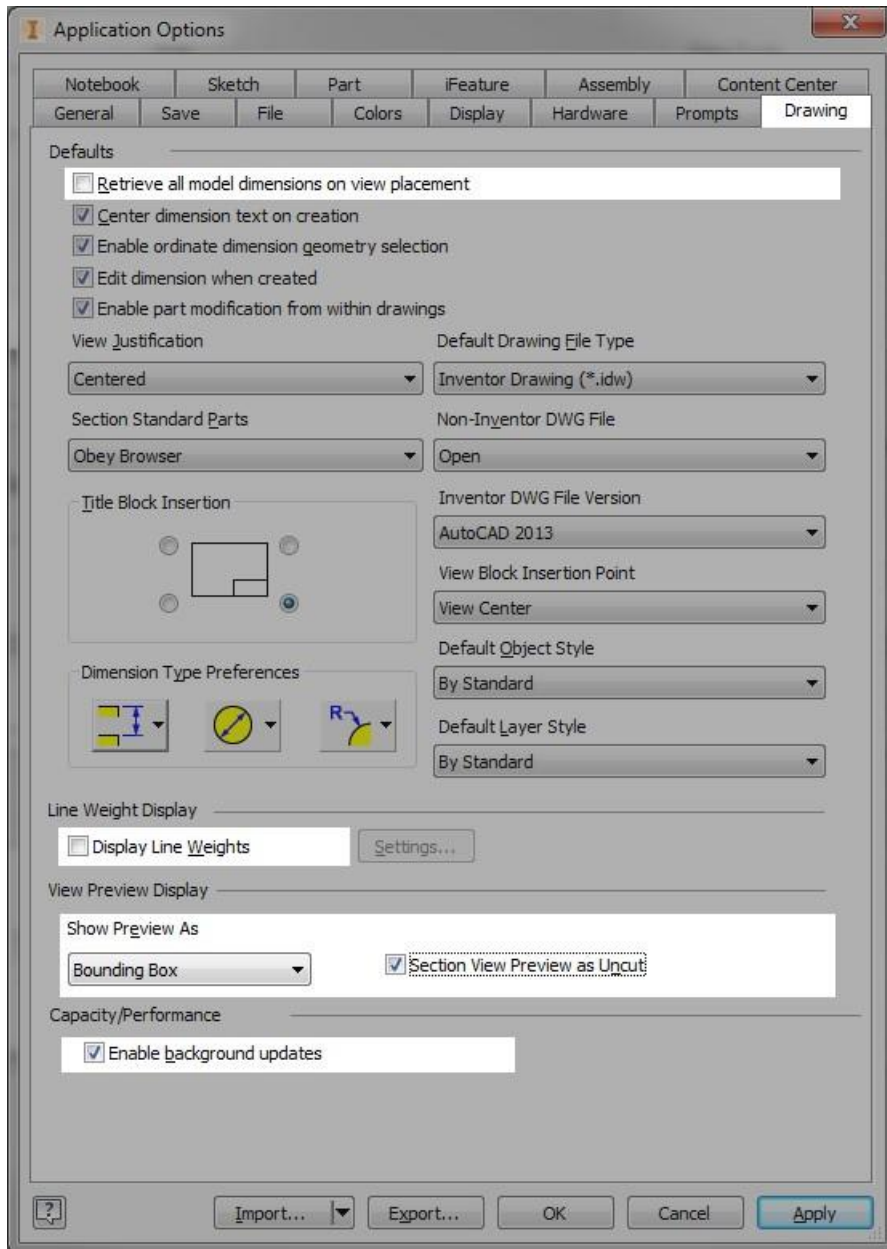 Application Options
Notebook Sketch Part iFeature Assembly Content Center
General Save File Colors Display Hardware Prompts Drawing
Defaults
Retrieve all model dimensions on view placement
Center dimension text on creation
Enable ordinate dimension geometry selection
Edit dimension when created
Enable part modification from within drawings
View Justification Default Drawing File Type
Centered Inventor Drawing (*.idw)
Section Standard Parts Non-Inventor DWG File
Obey Browser Open
Title Block Insertion Inventor DWG File Version
AutoCAD 2013
View Block Insertion Point
View Center
Default Object Style
Dimension Type Preferences By Standard
R
Default Layer Style
By Standard
Line Weight Display
Display Line Weights Settings...
View Preview Display
Show Preview As
Bounding Box Section View Preview as Uncut
Capacity/Performance
Enable background updates
? Import... Export... OK Cancel Apply